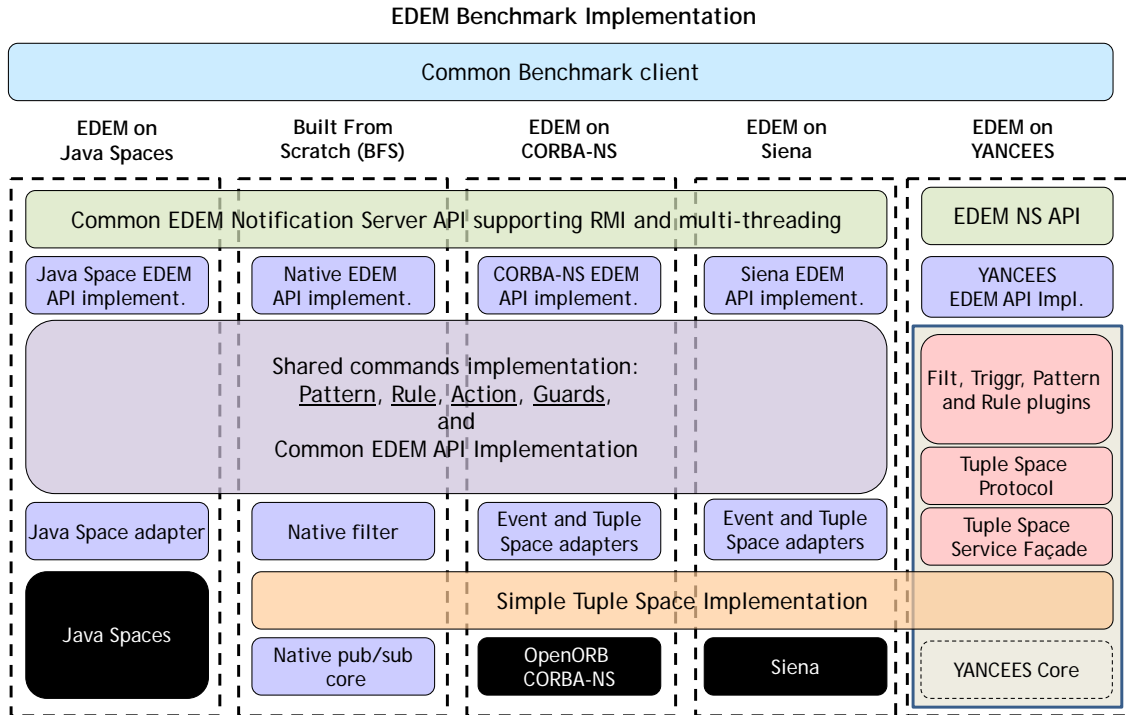 EDEM Benchmark Implementation
Common Benchmark client
EDEM on
Java Spaces
Built From
Scratch (BFS)
EDEM on
CORBA-NS
EDEM on
Siena
EDEM on
YANCEES
Common EDEM Notification Server API supporting RMI and multi-threading
EDEM NS API
Java Space EDEM
API implement.
Native EDEM
API implement.
CORBA-NS EDEM
API implement.
Siena EDEM
API implement.
YANCEES
EDEM API Impl.
Shared commands implementation:
Pattern, Rule, Action, Guards,
and
Common EDEM API Implementation
Filt, Triggr, Pattern
and Rule plugins
Tuple Space
Protocol
Java Space adapter
Native filter
Event and Tuple
Space adapters
Event and Tuple
Space adapters
Tuple Space
Service Façade
Simple Tuple Space Implementation
Java Spaces
Native pub/sub
core
OpenORB
CORBA-NS
Siena
YANCEES Core